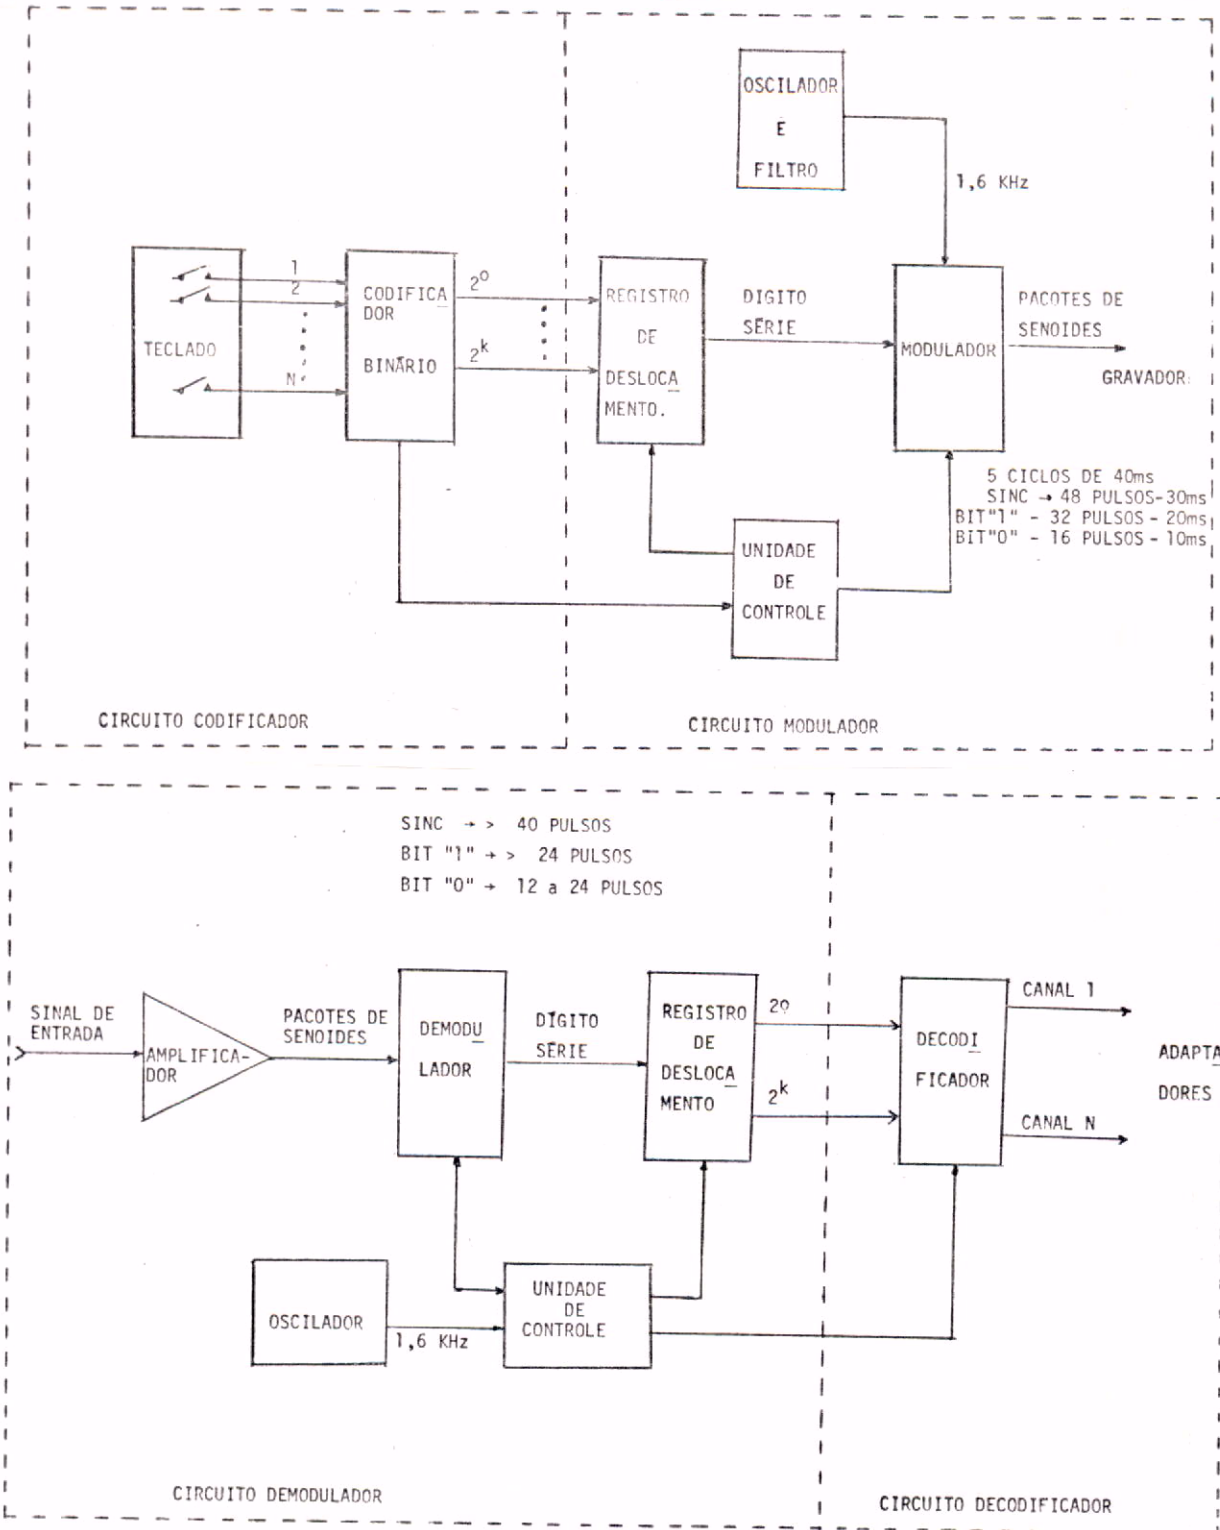 OSCILADOR
E
FILTRO
1,6 KHz
TECLADO
1
2
N
CODIFICA
DOR
BINÁRIO
2⁰
2ᵏ
REGISTRO
DE
DESLOCA
MENTO.
DIGITO
SÉRIE
MODULADOR
PACOTES DE
SENOIDES
GRAVADOR
5 CICLOS DE 40ms
SINC → 48 PULSOS-30ms
BIT"1" - 32 PULSOS - 20ms
BIT"0" - 16 PULSOS - 10ms
UNIDADE
DE
CONTROLE
CIRCUITO CODIFICADOR
CIRCUITO MODULADOR
SINC → > 40 PULSOS
BIT "1" → > 24 PULSOS
BIT "0" → 12 a 24 PULSOS
SINAL DE
ENTRADA
AMPLIFICA-
DOR
PACOTES DE
SENOIDES
DEMODU
LADOR
DÍGITO
SÉRIE
REGISTRO
DE
DESLOCA
MENTO
2º
2ᵏ
DECODI
FICADOR
CANAL 1
CANAL N
ADAPTA
DORES
OSCILADOR
1,6 KHz
UNIDADE
DE
CONTROLE
CIRCUITO DEMODULADOR
CIRCUITO DECODIFICADOR